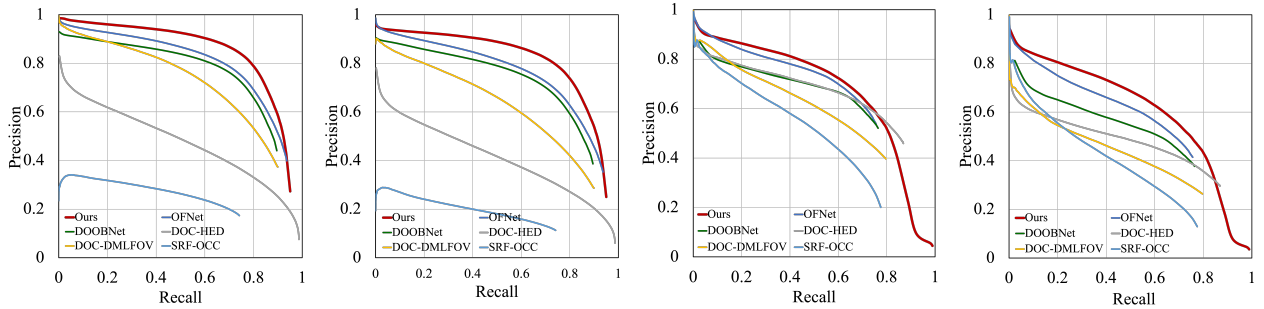 1
0.8
0.6
0.4
0.2
0
Precision
Ours
OFNet
DOOBNet
DOC-HED
DOC-DMLFOV
SRF-OCC
0 0.2 0.4 0.6 0.8 1
Recall
1
0.8
0.6
0.4
0.2
0
Precision
Ours
OFNet
DOOBNet
DOC-HED
DOC-DMLFOV
SRF-OCC
0 0.2 0.4 0.6 0.8 1
Recall
1
0.8
0.6
0.4
0.2
0
Precision
Ours
OFNet
DOOBNet
DOC-HED
DOC-DMLFOV
SRF-OCC
0 0.2 0.4 0.6 0.8 1
Recall
1
0.8
0.6
0.4
0.2
0
Precision
Ours
OFNet
DOOBNet
DOC-HED
DOC-DMLFOV
SRF-OCC
0 0.2 0.4 0.6 0.8 1
Recall